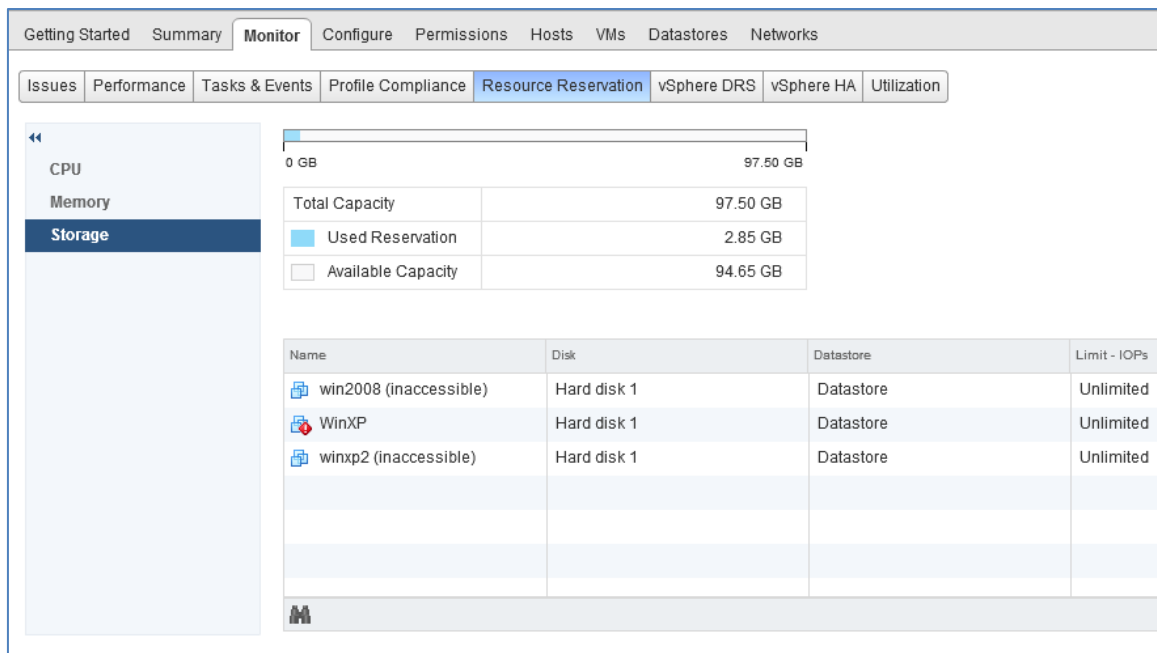 Getting Started Summary Monitor Configure Permissions Hosts VMs Datastores Networks
Issues Performance Tasks & Events Profile Compliance Resource Reservation vSphere DRS vSphere HA Utilization
CPU
Memory
Storage
0 GB 97.50 GB
Total Capacity 97.50 GB
Used Reservation 2.85 GB
Available Capacity 94.65 GB
Name Disk Datastore Limit - IOPs
win2008 (inaccessible) Hard disk 1 Datastore Unlimited
WinXP Hard disk 1 Datastore Unlimited
winxp2 (inaccessible) Hard disk 1 Datastore Unlimited